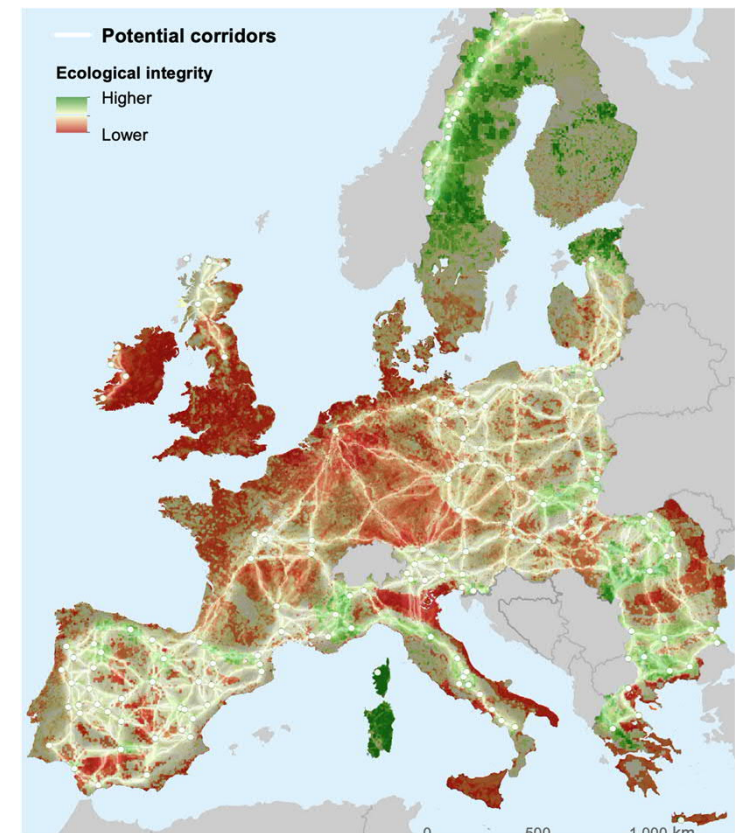 Potential corridors
Ecological integrity
Higher
Lower
0 500 1,000 km